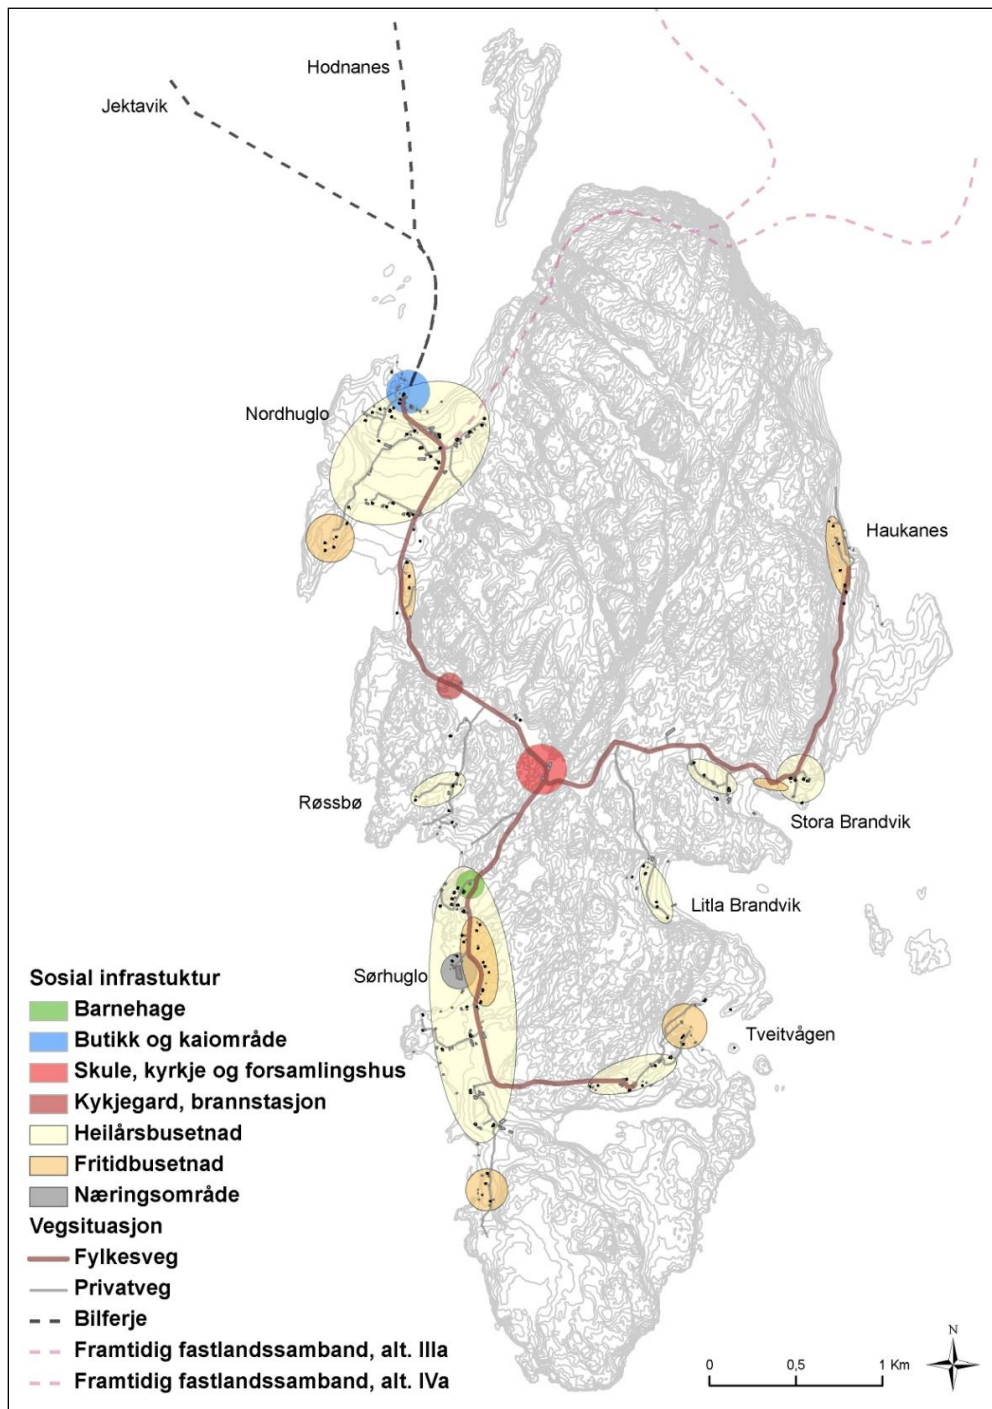 Hodnanes
Jektavik
Nordhuglo
Haukanes
Røssbø
Stora Brandvik
Litla Brandvik
Sørhuglo
Tveitvågen
Sosial infrastuktur
Barnehage
Butikk og kaiområde
Skule, kyrkje og forsamlingshus
Kykjegard, brannstasjon
Heilårsbusetnad
Fritidbusetnad
Næringsområde
Vegsituasjon
Fylkesveg
Privatveg
Bilferje
Framtidig fastlandssamband, alt. IIIa
Framtidig fastlandssamband, alt. IVa
0 0,5 1 Km
N